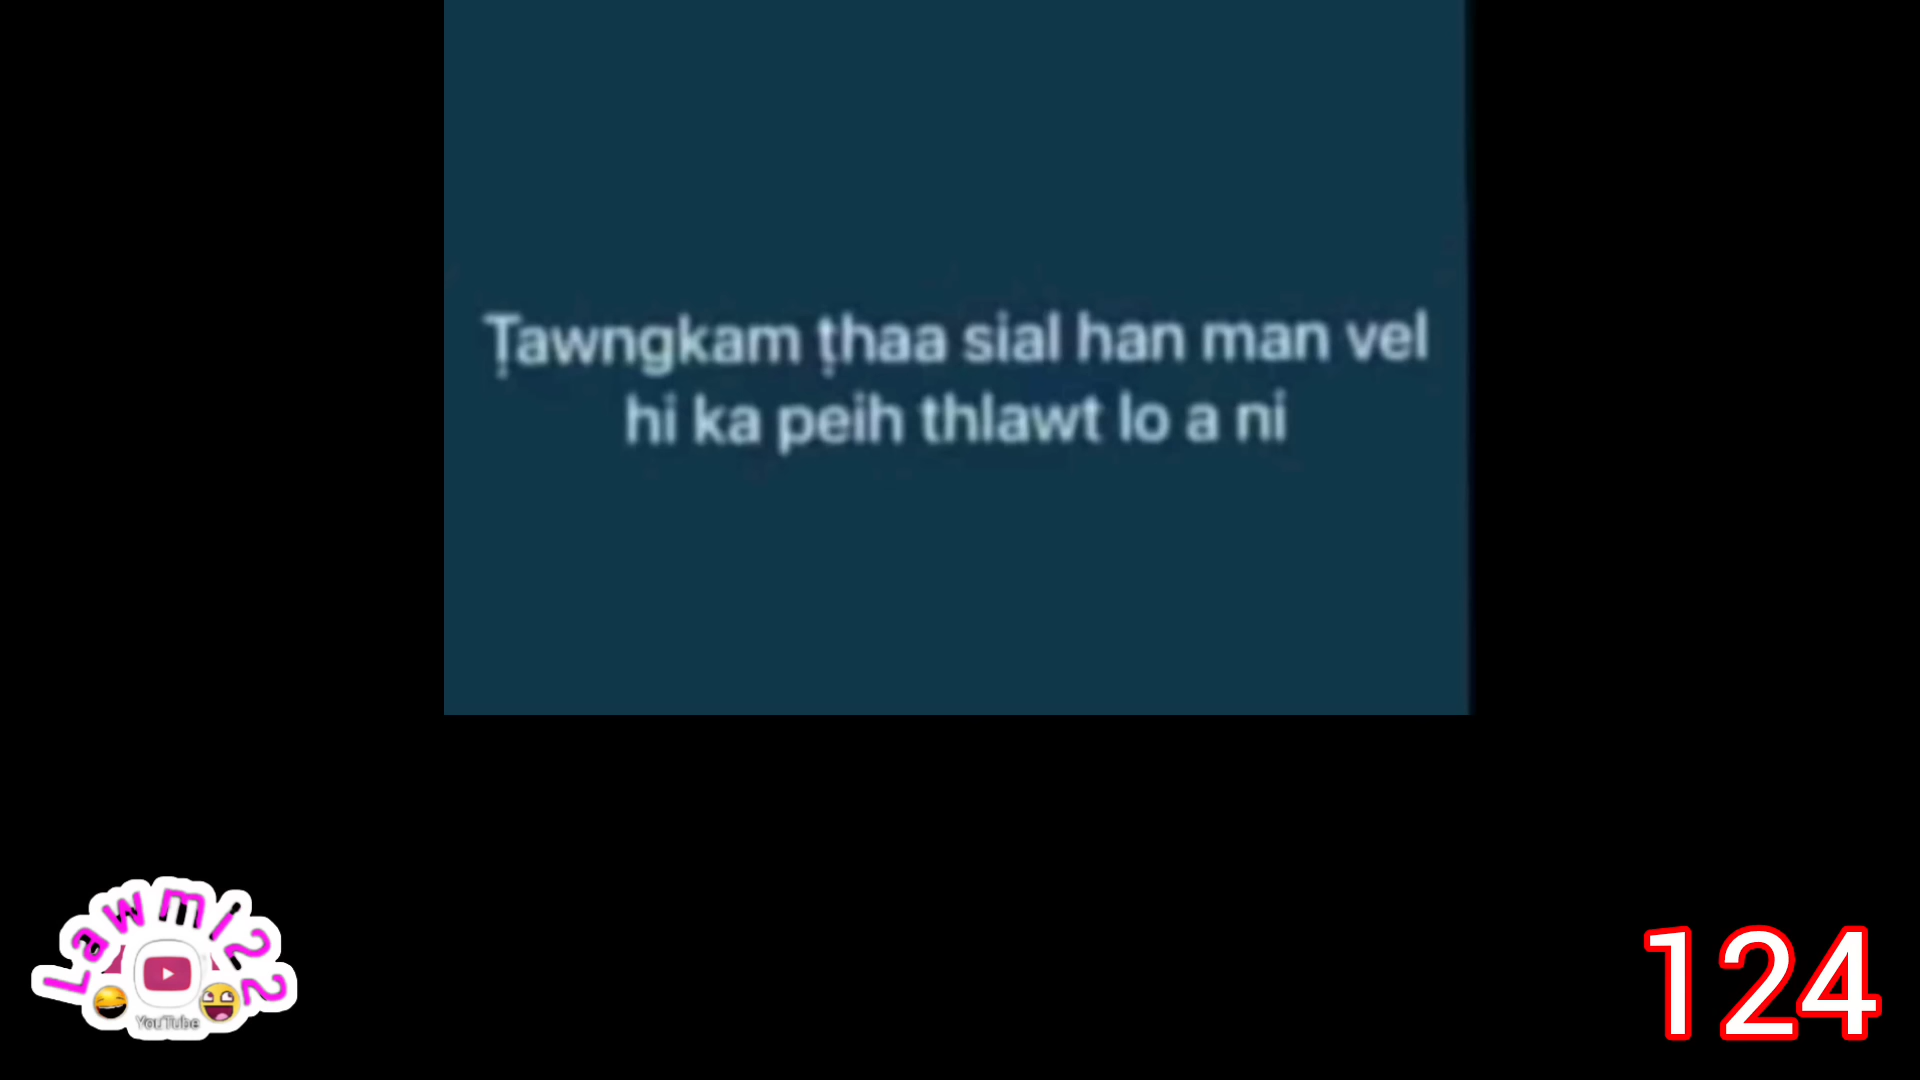 Ṭawngkam ṭhaa sial han man vel
hi ka peih thlawt lo a ni
Lawmi22
YouTube
124